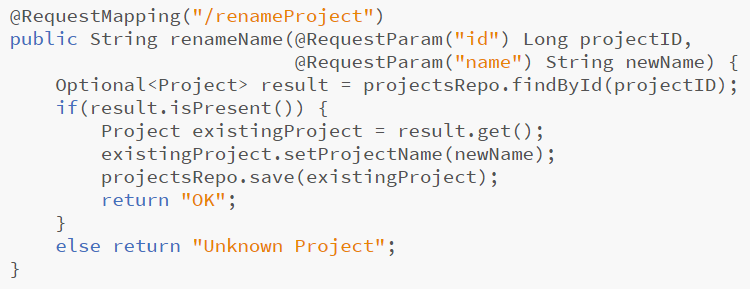 @RequestMapping("/renameProject")
public String renameName(@RequestParam("id") Long projectID,
                         @RequestParam("name") String newName) {
    Optional<Project> result = projectsRepo.findById(projectID);
    if(result.isPresent()) {
        Project existingProject = result.get();
        existingProject.setProjectName(newName);
        projectsRepo.save(existingProject);
        return "OK";
    }
    else return "Unknown Project";
}